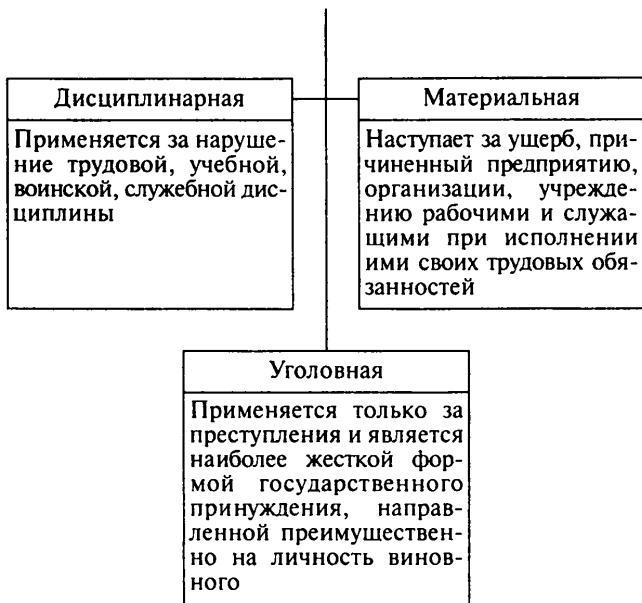 Дисциплинарная
Применяется за наруше-
ние трудовой, учебной,
воинской, служебной дис-
циплины
Материальная
Наступает за ущерб, при-
чиненный предприятию,
организации, учрежде-
нию рабочими и служа-
щими при исполнении
ими своих трудовых обя-
занностей
Уголовная
Применяется только за
преступления и является
наиболее жесткой фор-
мой государственного
принуждения, направ-
ленной преимуществен-
но на личность винов-
ного